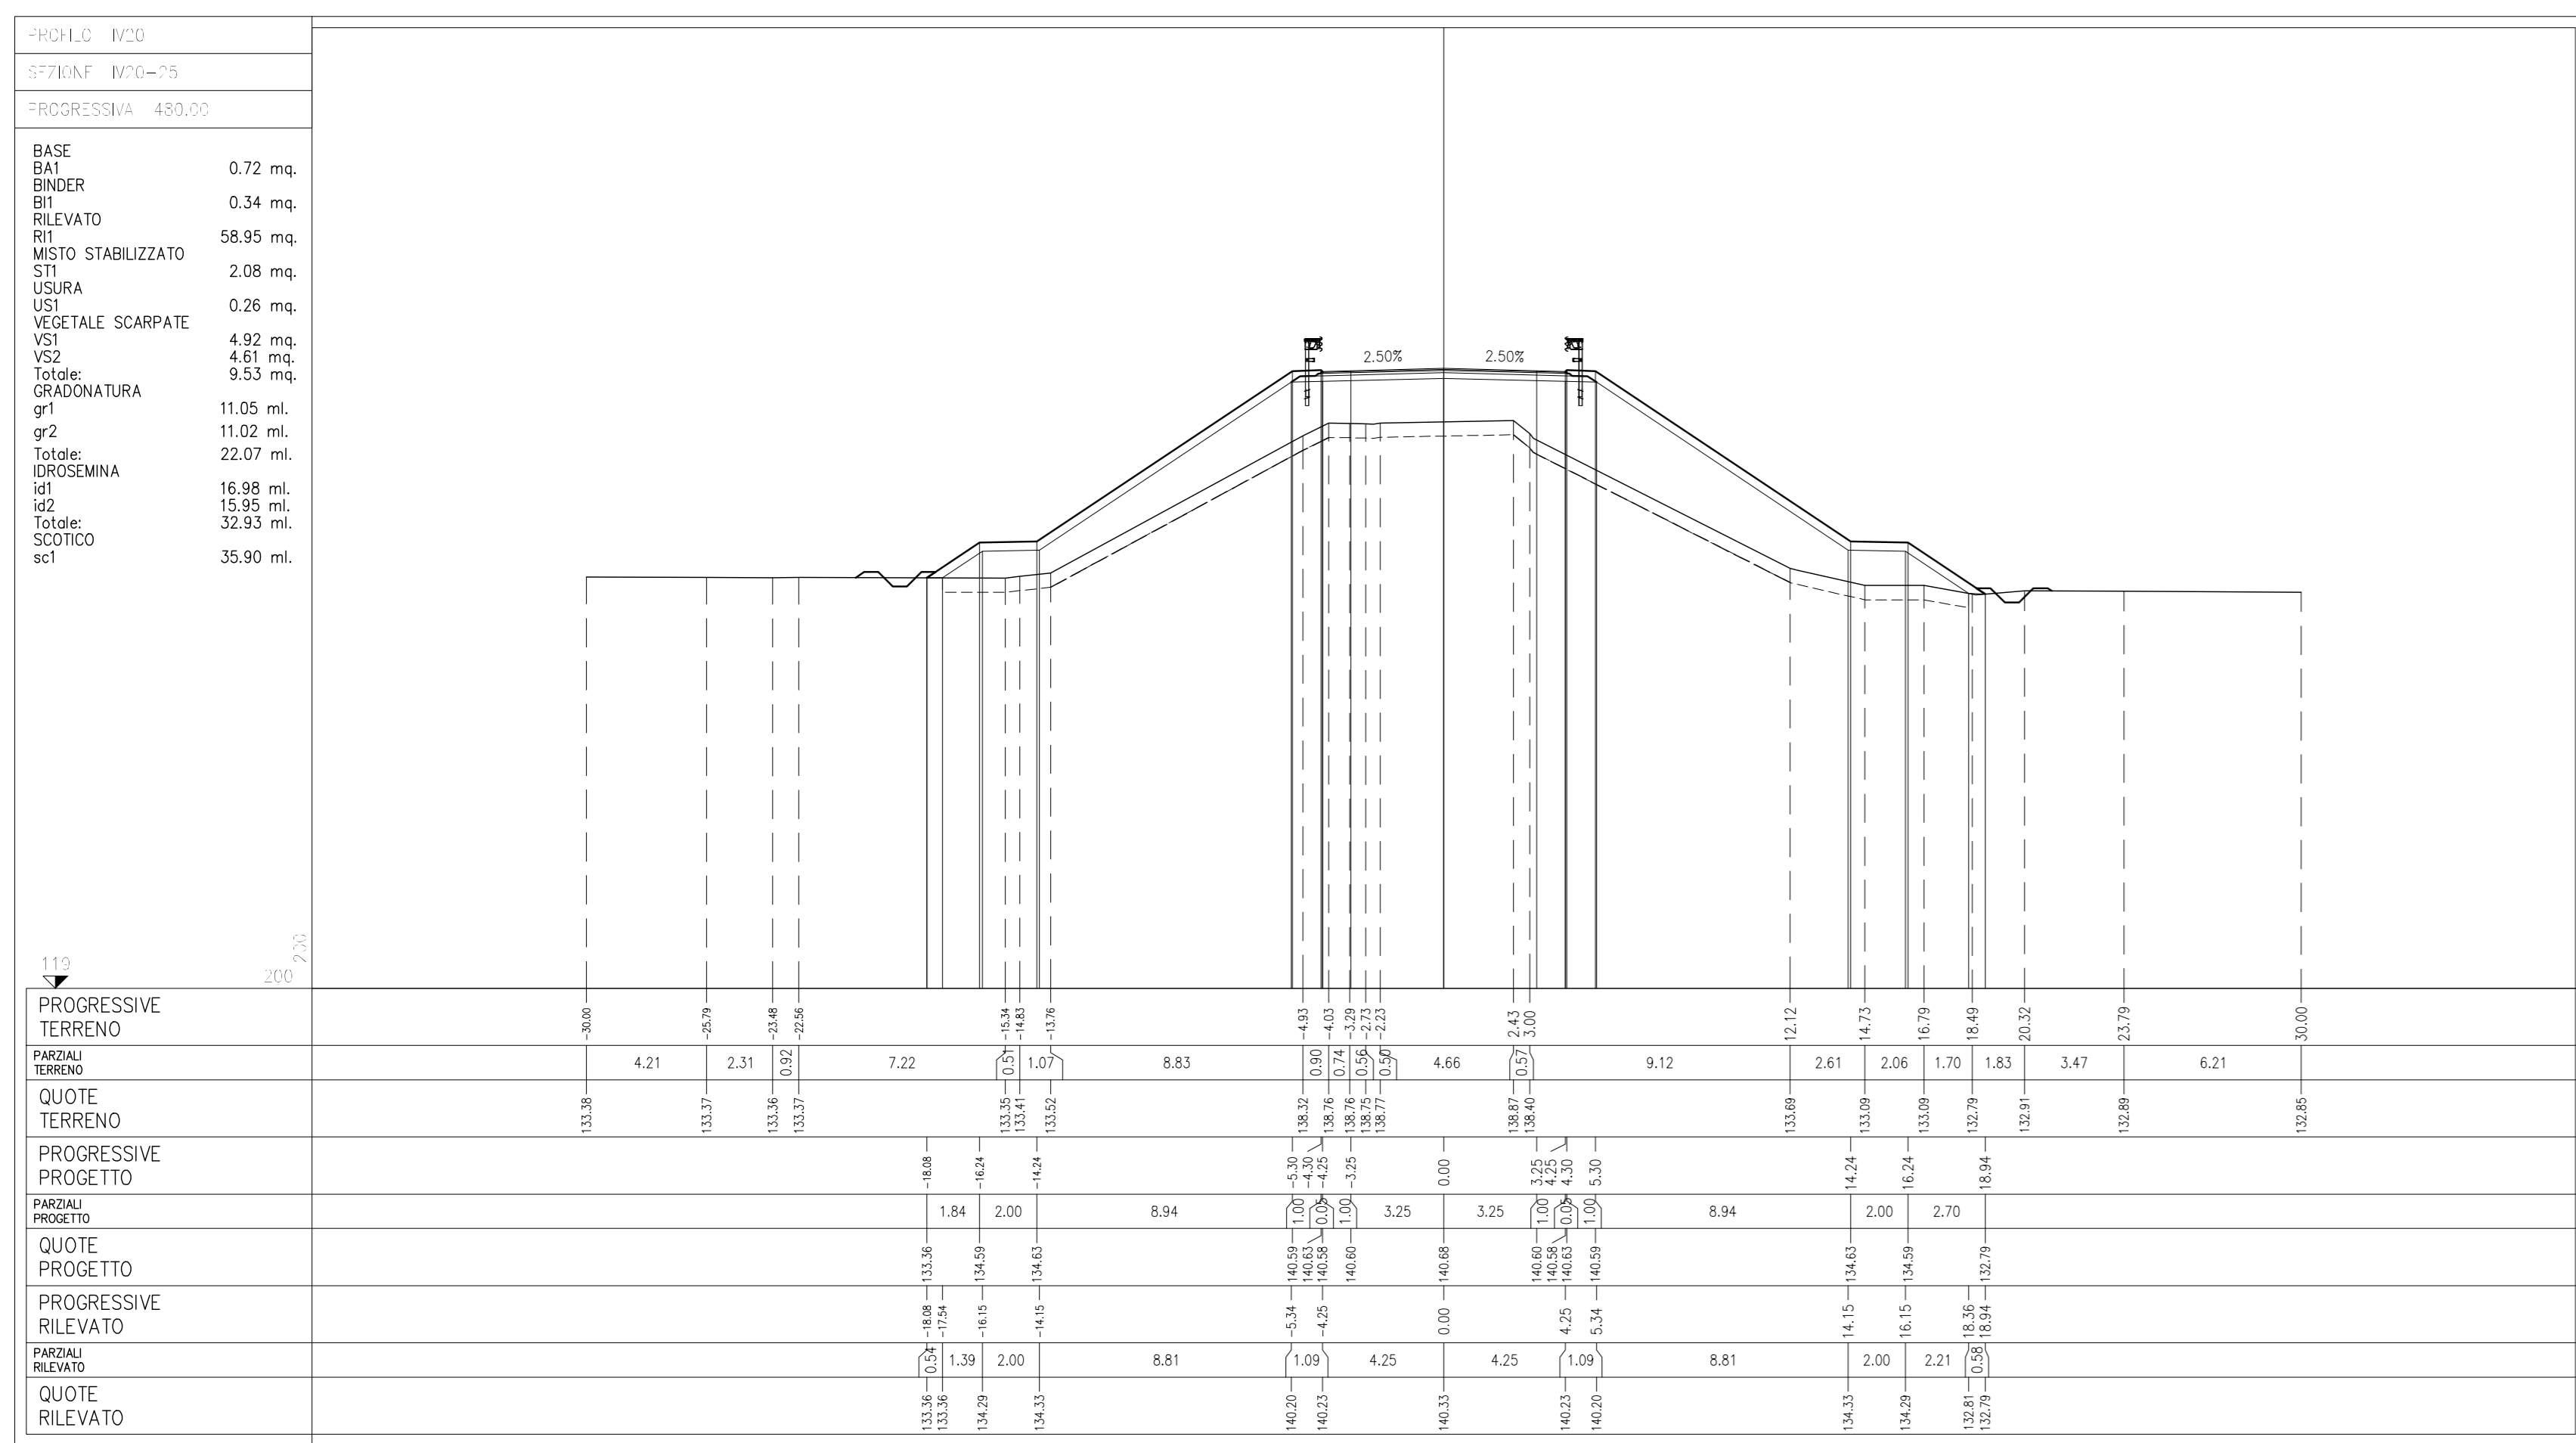 PROFILO IV20
SEZIONE IV20-25
PROGRESSIVA 480.00
BASE
BA1 0.72 mq.
BINDER
BI1 0.34 mq.
RILEVATO
RI1 58.95 mq.
MISTO STABILIZZATO
ST1 2.08 mq.
USURA
US1 0.26 mq.
VEGETALE SCARPATE
VS1 4.92 mq.
VS2 4.61 mq.
Totale: 9.53 mq.
GRADONATURA
gr1 11.05 ml.
gr2 11.02 ml.
Totale: 22.07 ml.
IDROSEMINA
id1 16.98 ml.
id2 15.95 ml.
Totale: 32.93 ml.
SCOTICO
sc1 35.90 ml.
2.50% 2.50%
119 200 200
PROGRESSIVE
TERRENO
-30.00 -25.79 -23.48 -22.56 -15.34 -14.83 -13.76 -4.93 -4.03 -3.29 -2.73 -2.23 2.43 3.00 12.12 14.73 16.79 18.49 20.32 23.79 30.00
PARZIALI
TERRENO
4.21 2.31 0.92 7.22 0.51 1.07 8.83 0.90 0.74 0.56 0.50 4.66 0.57 9.12 2.61 2.06 1.70 1.83 3.47 6.21
QUOTE
TERRENO
133.38 133.37 133.36 133.37 133.35 133.41 133.52 138.32 138.76 138.76 138.75 138.77 138.87 138.40 133.69 133.09 133.09 132.79 132.91 132.89 132.85
PROGRESSIVE
PROGETTO
-18.08 -16.24 -14.24 -5.30 -4.30 -4.25 -3.25 0.00 3.25 4.25 4.30 5.30 14.24 16.24 18.94
PARZIALI
PROGETTO
1.84 2.00 8.94 1.00 0.05 1.00 3.25 3.25 1.00 0.05 1.00 8.94 2.00 2.70
QUOTE
PROGETTO
133.36 134.59 134.63 140.59 140.63 140.58 140.60 140.68 140.60 140.58 140.63 140.59 134.63 134.59 132.79
PROGRESSIVE
RILEVATO
-18.08 -17.54 -16.15 -14.15 -5.34 -4.25 0.00 4.25 5.34 14.15 16.15 18.36 18.94
PARZIALI
RILEVATO
0.54 1.39 2.00 8.81 1.09 4.25 4.25 1.09 8.81 2.00 2.21 0.58
QUOTE
RILEVATO
133.36 133.36 134.29 134.33 140.20 140.23 140.33 140.23 140.20 134.33 134.29 132.81 132.79